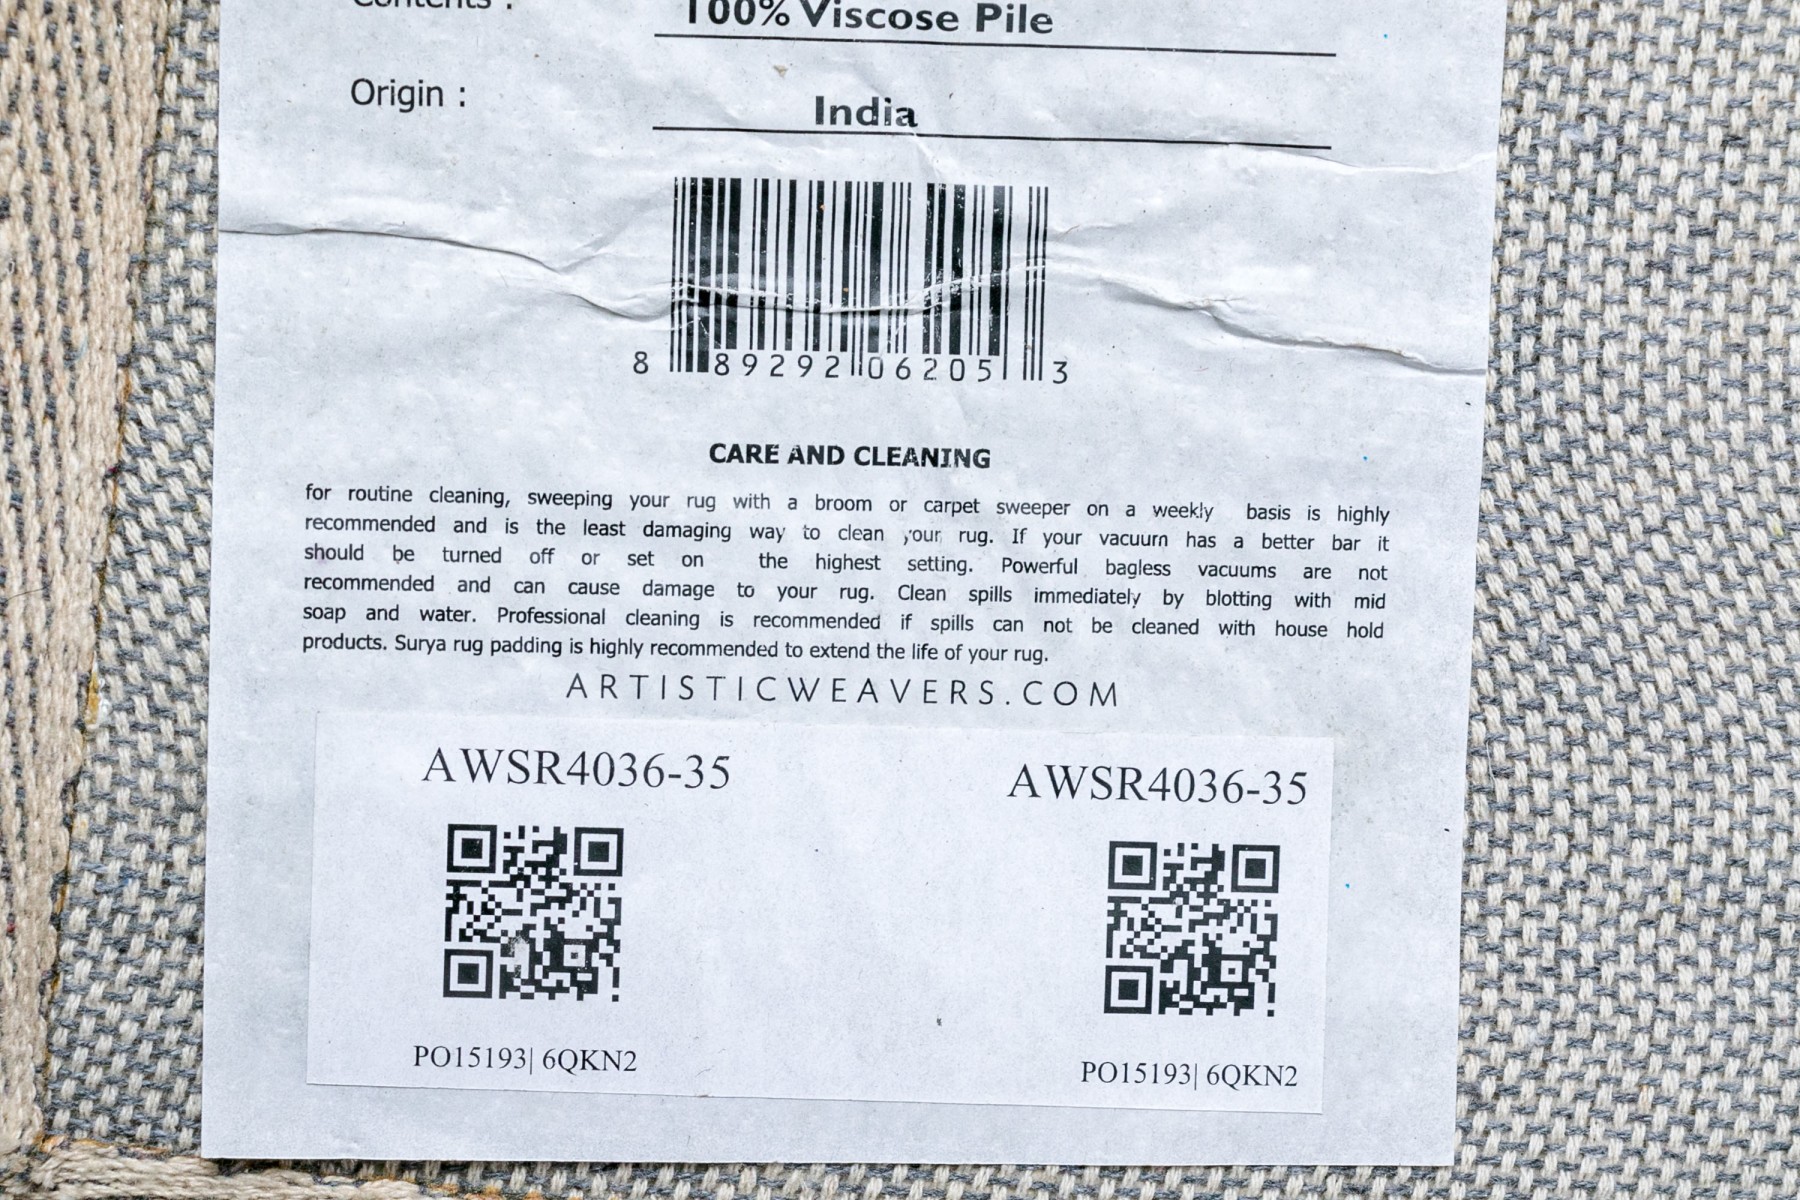 Contents :
100% Viscose Pile
Origin :
India
8 89292 06205 3
CARE AND CLEANING
for routine cleaning, sweeping your rug with a broom or carpet sweeper on a weekly basis is highly
recommended and is the least damaging way to clean your rug. If your vacuum has a better bar it
should be turned off or set on the highest setting. Powerful bagless vacuums are not
recommended and can cause damage to your rug. Clean spills immediately by blotting with mid
soap and water. Professional cleaning is recommended if spills can not be cleaned with house hold
products. Surya rug padding is highly recommended to extend the life of your rug.
ARTISTICWEAVERS.COM
AWSR4036-35
AWSR4036-35
PO15193| 6QKN2
PO15193| 6QKN2